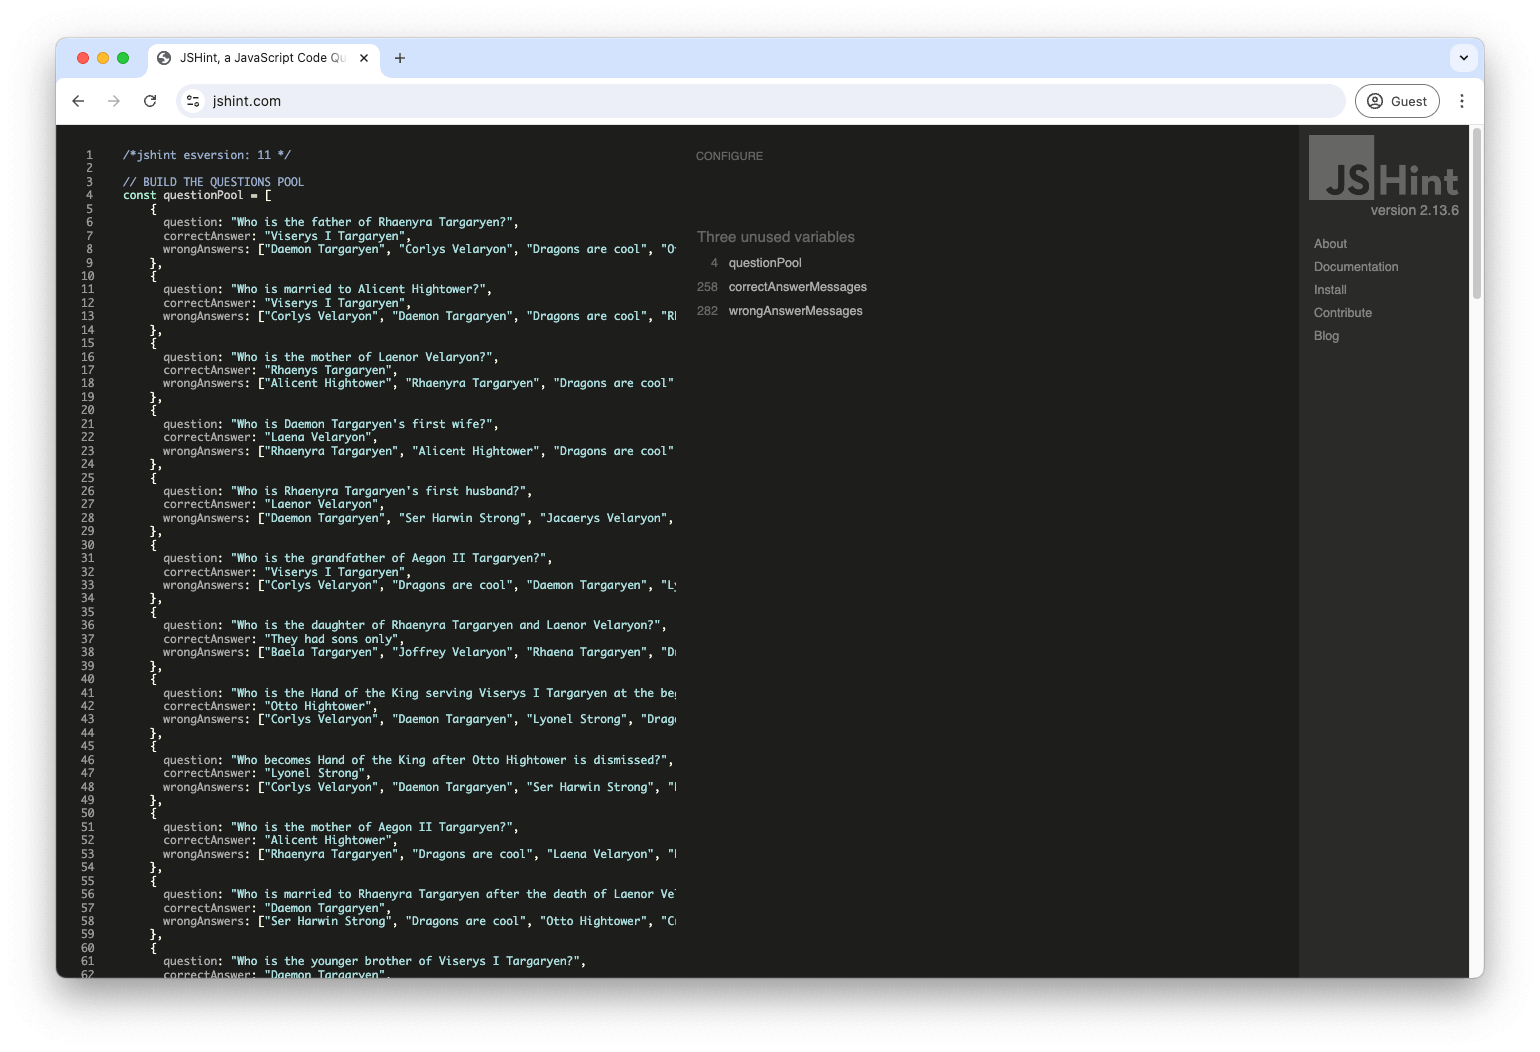 JSHint, a JavaScript Code Qu
jshint.com
Guest
1 /*jshint esversion: 11 */
2
3 // BUILD THE QUESTIONS POOL
4 const questionPool = [
5 {
6 question: "Who is the father of Rhaenyra Targaryen?",
7 correctAnswer: "Viserys I Targaryen",
8 wrongAnswers: ["Daemon Targaryen", "Corlys Velaryon", "Dragons are cool", "O
9 },
10 {
11 question: "Who is married to Alicent Hightower?",
12 correctAnswer: "Viserys I Targaryen",
13 wrongAnswers: ["Corlys Velaryon", "Daemon Targaryen", "Dragons are cool", "R
14 },
15 {
16 question: "Who is the mother of Laenor Velaryon?",
17 correctAnswer: "Rhaenys Targaryen",
18 wrongAnswers: ["Alicent Hightower", "Rhaenyra Targaryen", "Dragons are cool"
19 },
20 {
21 question: "Who is Daemon Targaryen's first wife?",
22 correctAnswer: "Laena Velaryon",
23 wrongAnswers: ["Rhaenyra Targaryen", "Alicent Hightower", "Dragons are cool"
24 },
25 {
26 question: "Who is Rhaenyra Targaryen's first husband?",
27 correctAnswer: "Laenor Velaryon",
28 wrongAnswers: ["Daemon Targaryen", "Ser Harwin Strong", "Jacaerys Velaryon",
29 },
30 {
31 question: "Who is the grandfather of Aegon II Targaryen?",
32 correctAnswer: "Viserys I Targaryen",
33 wrongAnswers: ["Corlys Velaryon", "Dragons are cool", "Daemon Targaryen", "Ly
34 },
35 {
36 question: "Who is the daughter of Rhaenyra Targaryen and Laenor Velaryon?",
37 correctAnswer: "They had sons only",
38 wrongAnswers: ["Baela Targaryen", "Joffrey Velaryon", "Rhaena Targaryen", "D
39 },
40 {
41 question: "Who is the Hand of the King serving Viserys I Targaryen at the be
42 correctAnswer: "Otto Hightower",
43 wrongAnswers: ["Corlys Velaryon", "Daemon Targaryen", "Lyonel Strong", "Drag
44 },
45 {
46 question: "Who becomes Hand of the King after Otto Hightower is dismissed?",
47 correctAnswer: "Lyonel Strong",
48 wrongAnswers: ["Corlys Velaryon", "Daemon Targaryen", "Ser Harwin Strong", "
49 },
50 {
51 question: "Who is the mother of Aegon II Targaryen?",
52 correctAnswer: "Alicent Hightower",
53 wrongAnswers: ["Rhaenyra Targaryen", "Dragons are cool", "Laena Velaryon", "
54 },
55 {
56 question: "Who is married to Rhaenyra Targaryen after the death of Laenor Ve
57 correctAnswer: "Daemon Targaryen",
58 wrongAnswers: ["Ser Harwin Strong", "Dragons are cool", "Otto Hightower", "C
59 },
60 {
61 question: "Who is the younger brother of Viserys I Targaryen?",
62 correctAnswer: "Daemon Targaryen",
CONFIGURE
Three unused variables
4 questionPool
258 correctAnswerMessages
282 wrongAnswerMessages
JSHint
version 2.13.6
About
Documentation
Install
Contribute
Blog